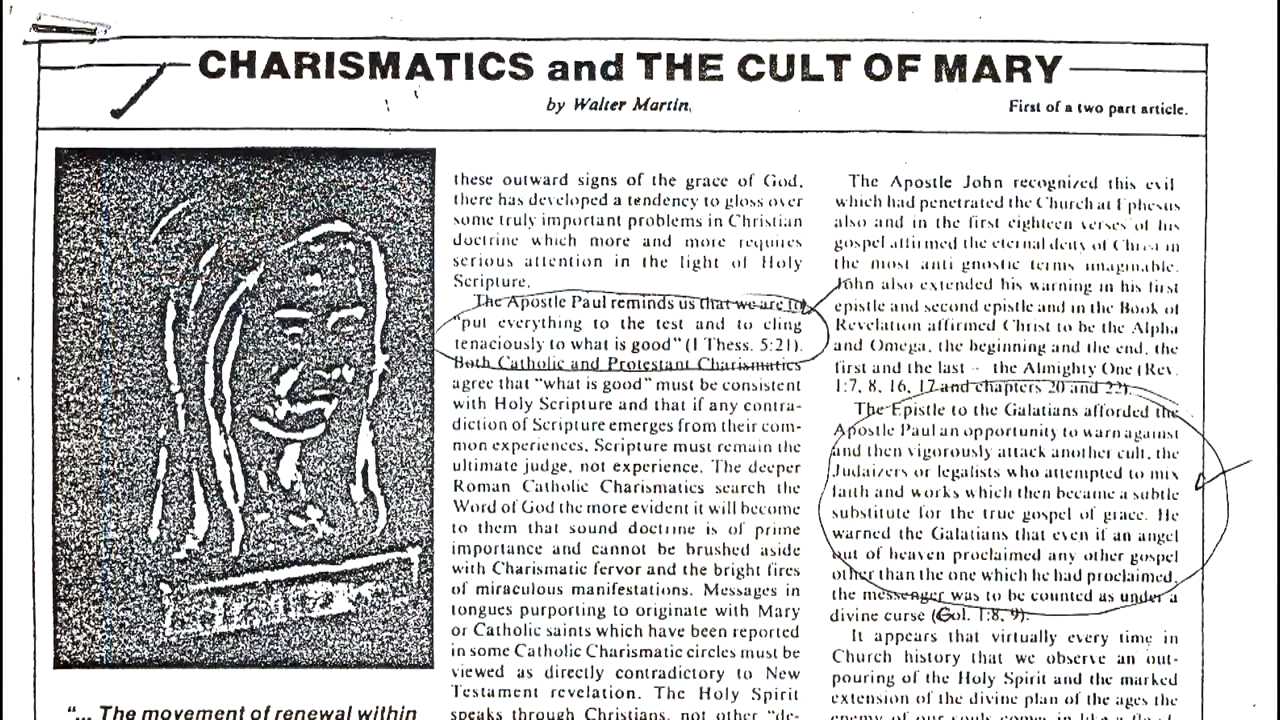 CHARISMATICS and THE CULT OF MARY
by Walter Martin,
First of a two part article.
"... The movement of renewal within
these outward signs of the grace of God,
there has developed a tendency to gloss over
some truly important problems in Christian
doctrine which more and more requires
serious attention in the light of Holy
Scripture.
The Apostle Paul reminds us that we are to
"put everything to the test and to cling
tenaciously to what is good" (I Thess. 5:21).
Both Catholic and Protestant Charismatics
agree that "what is good" must be consistent
with Holy Scripture and that if any contra-
diction of Scripture emerges from their com-
mon experiences, Scripture must remain the
ultimate judge, not experience. The deeper
Roman Catholic Charismatics search the
Word of God the more evident it will become
to them that sound doctrine is of prime
importance and cannot be brushed aside
with Charismatic fervor and the bright fires
of miraculous manifestations. Messages in
tongues purporting to originate with Mary
or Catholic saints which have been reported
in some Catholic Charismatic circles must be
viewed as directly contradictory to New
Testament revelation. The Holy Spirit
speaks through Christians, not other "de-
The Apostle John recognized this evil
which had penetrated the Church at Ephesus
also and in the first eighteen verses of his
gospel affirmed the eternal deity of Christ in
the most anti gnostic terms imaginable.
John also extended his warning in his first
epistle and second epistle and in the Book of
Revelation affirmed Christ to be the Alpha
and Omega, the beginning and the end, the
first and the last -- the Almighty One (Rev.
1:7, 8, 16, 17 and chapters 20 and 22).
The Epistle to the Galatians afforded the
Apostle Paul an opportunity to warn against
and then vigorously attack another cult, the
Judaizers or legalists who attempted to mix
faith and works which then became a subtle
substitute for the true gospel of grace. He
warned the Galatians that even if an angel
out of heaven proclaimed any other gospel
other than the one which he had proclaimed,
the messenger was to be counted as under a
divine curse (Gol. 1:8, 9).
It appears that virtually every time in
Church history that we observe an out-
pouring of the Holy Spirit and the marked
extension of the divine plan of the ages the
enemy of our souls comes in like a